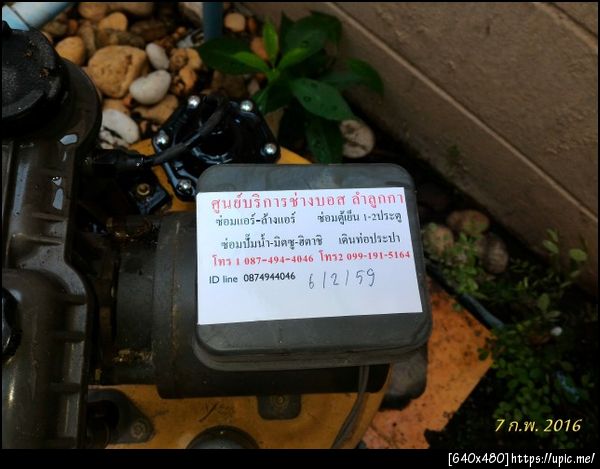 ศูนย์บริการช่างบอส ลำลูกกา
ซ่อมแอร์-ล้างแอร์ ซ่อมตู้เย็น 1-2ประตู
ซ่อมปั๊มน้ำ-มิตซู-ฮิตาชิ เดินท่อประปา
โทร 1 087-494-4046 โทร2 099-191-5164
ID line 0874944046 6/2/59
7 ก.พ. 2016
[640x480]https://upic.me/